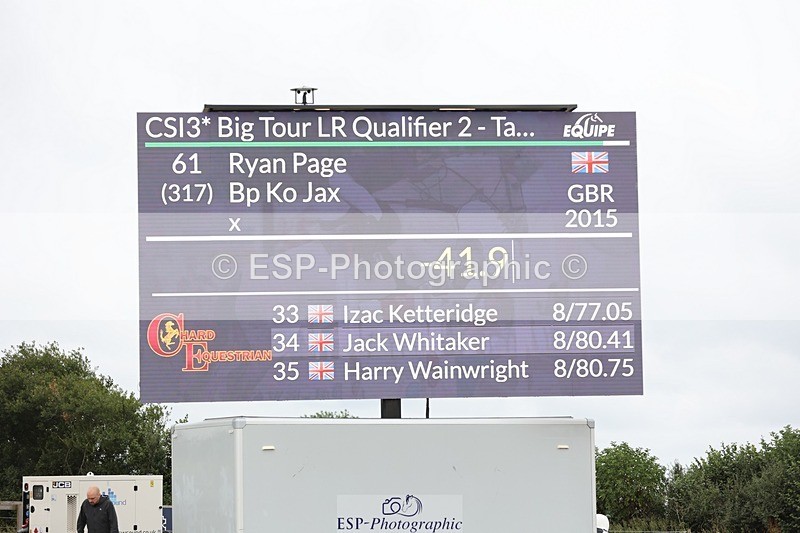 CSI3* Big Tour LR Qualifier 2 - Ta...
EQUIPE
61 Ryan Page
(317) Bp Ko Jax GBR
x 2015
-41.9
© ESP-Photographic ©
33 Izac Ketteridge 8/77.05
34 Jack Whitaker 8/80.41
35 Harry Wainwright 8/80.75
CHARD
EQUESTRIAN
JCB
ESP-Photographic